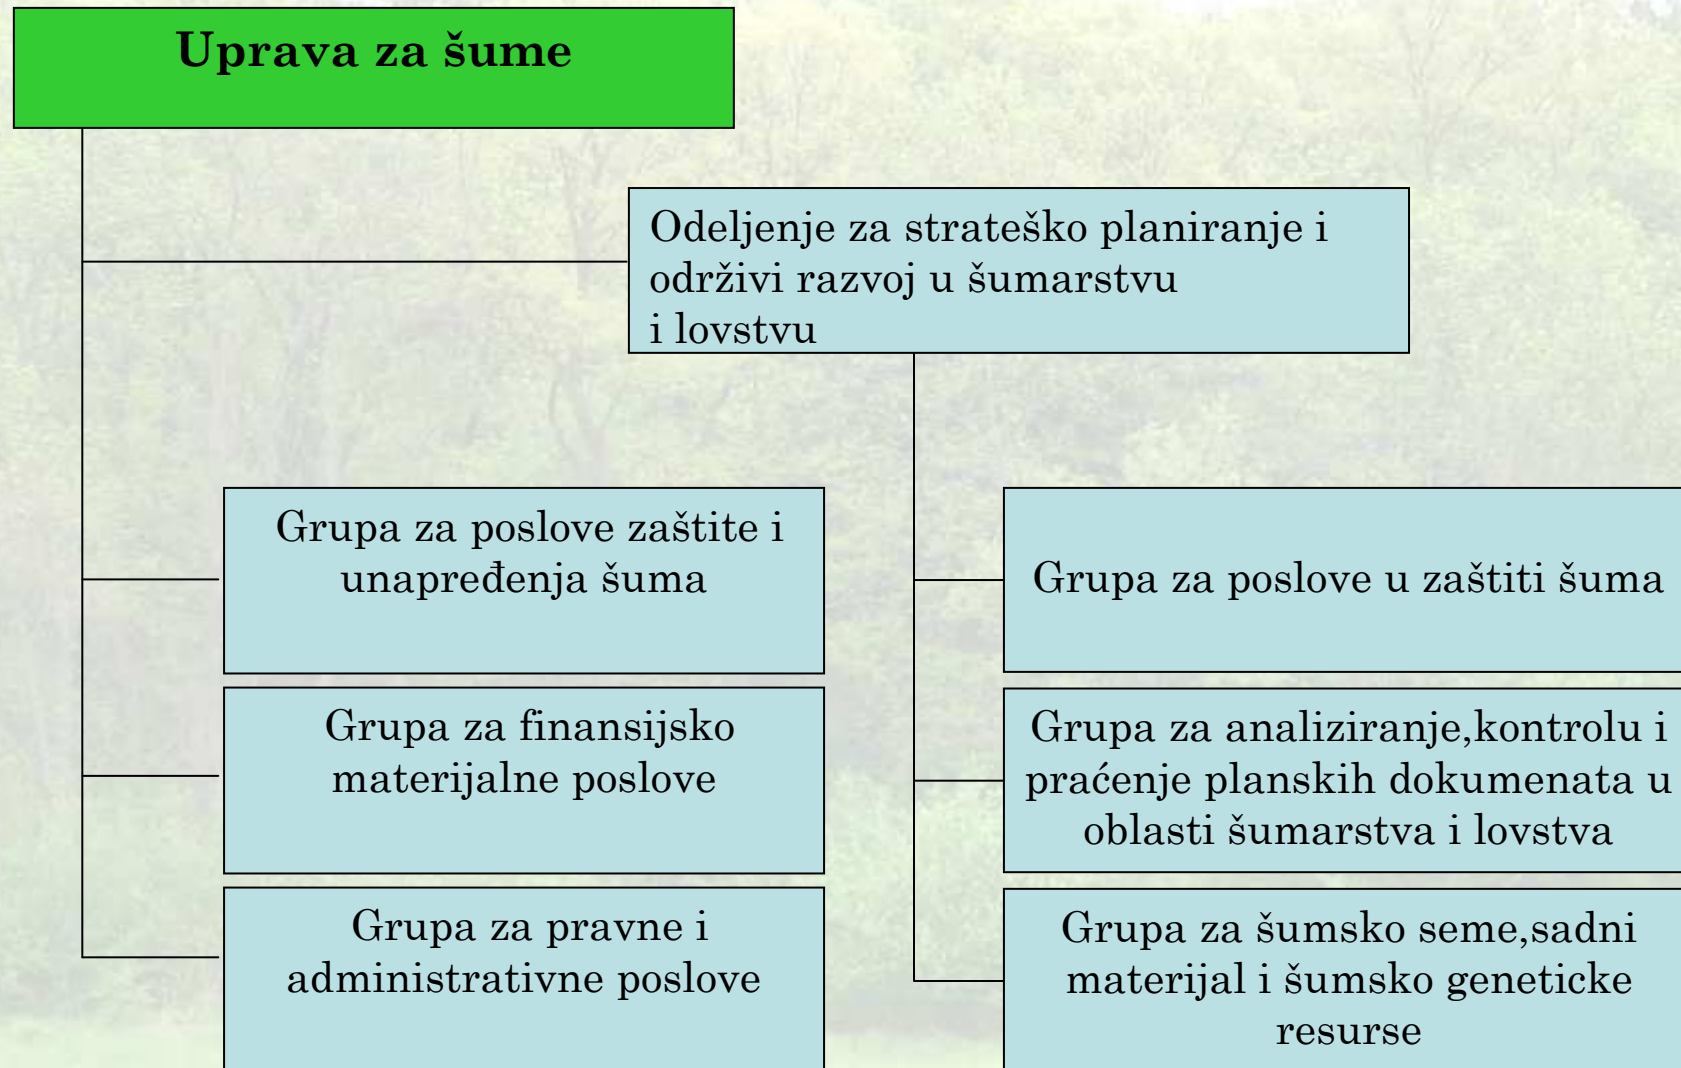 Uprava za šume
Odeljenje za strateško planiranje i
održivi razvoj u šumarstvu
i lovstvu
Grupa za poslove zaštite i
unapređenja šuma
Grupa za finansijsko
materijalne poslove
Grupa za pravne i
administrativne poslove
Grupa za poslove u zaštiti šuma
Grupa za analiziranje,kontrolu i
praćenje planskih dokumenata u
oblasti šumarstva i lovstva
Grupa za šumsko seme,sadni
materijal i šumsko geneticke
resurse